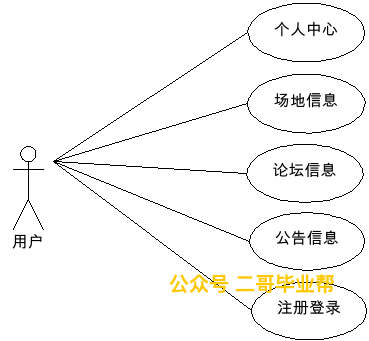 个人中心
场地信息
论坛信息
用户
公告信息
公众号 二哥毕业帮
注册登录